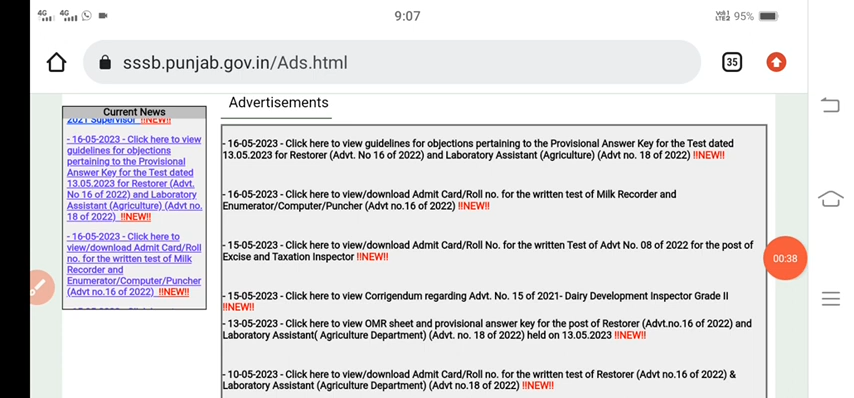 4G 4G 9:07 Vo1) LTE2 95%
sssb.punjab.gov.in/Ads.html 35
Advertisements
Current News
2021 Supervisor !!NEW!!
- 16-05-2023 - Click here to view
guidelines for objections
pertaining to the Provisional
Answer Key for the Test dated
13.05.2023 for Restorer (Advt.
No 16 of 2022) and Laboratory
Assistant (Agriculture) (Advt no.
18 of 2022) !!NEW!!
- 16-05-2023 - Click here to
view/download Admit Card/Roll
no. for the written test of Milk
Recorder and
Enumerator/Computer/Puncher
(Advt no.16 of 2022) !!NEW!!
- 16-05-2023 - Click here to view guidelines for objections pertaining to the Provisional Answer Key for the Test dated
13.05.2023 for Restorer (Advt. No 16 of 2022) and Laboratory Assistant (Agriculture) (Advt no. 18 of 2022) !!NEW!!
- 16-05-2023 - Click here to view/download Admit Card/Roll no. for the written test of Milk Recorder and
Enumerator/Computer/Puncher (Advt no.16 of 2022) !!NEW!!
- 15-05-2023 - Click here to view/download Admit Card/Roll No. for the written Test of Advt No. 08 of 2022 for the post of
Excise and Taxation Inspector !!NEW!!
- 15-05-2023 - Click here to view Corrigendum regarding Advt. No. 15 of 2021- Dairy Development Inspector Grade II
!!NEW!!
- 13-05-2023 - Click here to view OMR sheet and provisional answer key for the post of Restorer (Advt.no.16 of 2022) and
Laboratory Assistant( Agriculture Department) (Advt. no. 18 of 2022) held on 13.05.2023 !!NEW!!
- 10-05-2023 - Click here to view/download Admit Card/Roll no. for the written test of Restorer (Advt no.16 of 2022) &
Laboratory Assistant (Agriculture Department) (Advt no.18 of 2022) !!NEW!!
00:38